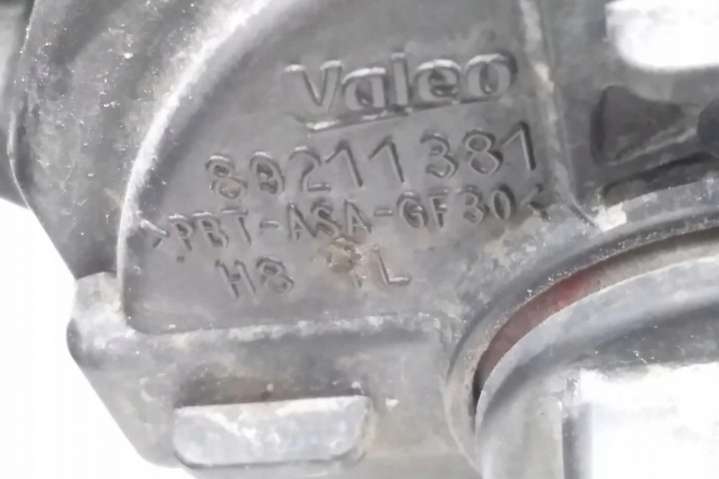 Valeo
89211381
>PBT-ASA-GF30<
H8